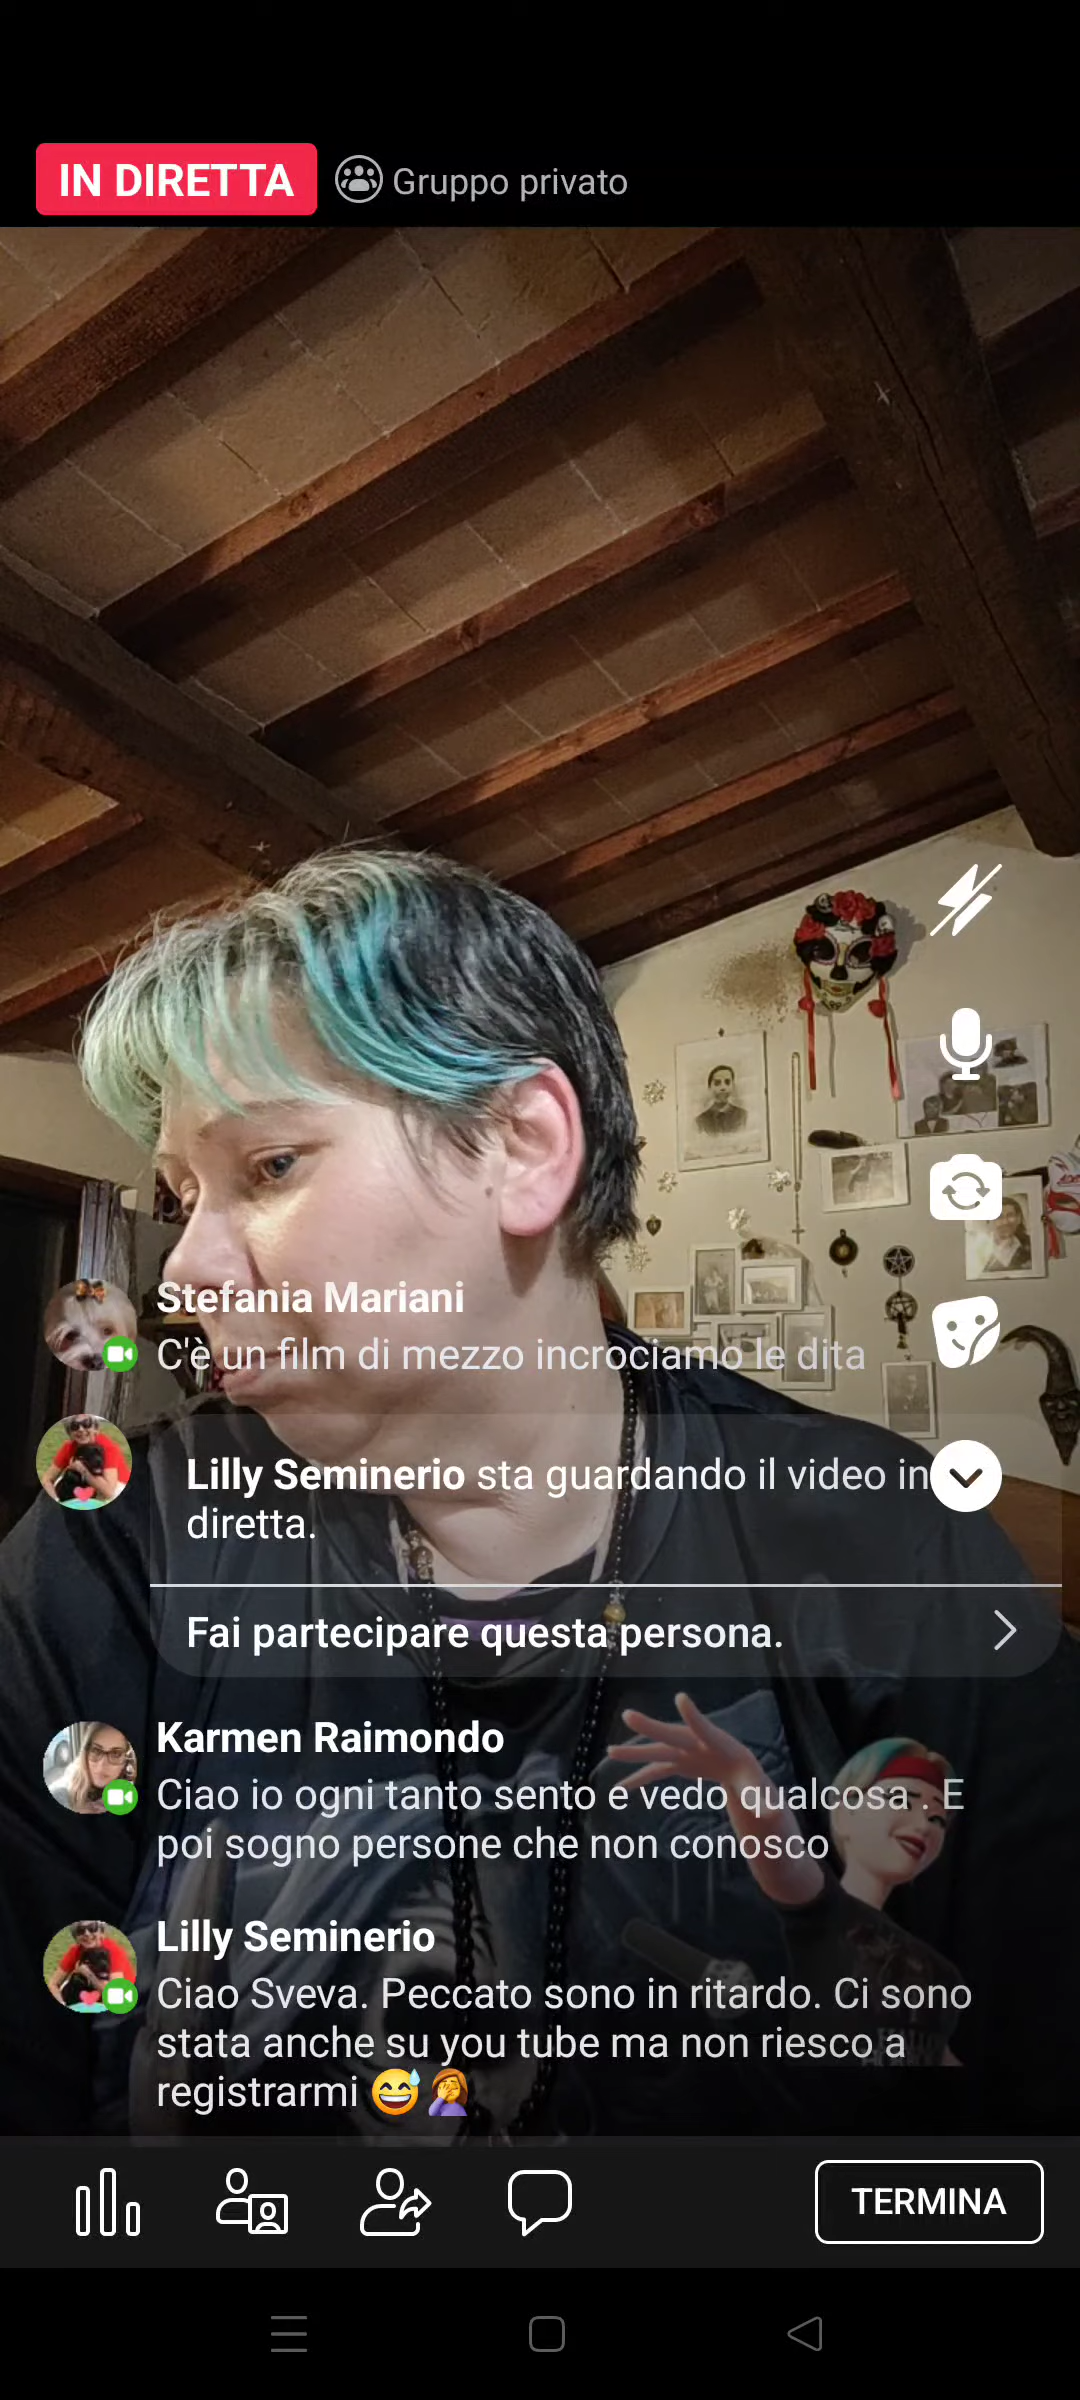 IN DIRETTA
Gruppo privato
Stefania Mariani
C'è un film di mezzo incrociamo le dita
Lilly Seminerio sta guardando il video in
diretta.
Fai partecipare questa persona.
Karmen Raimondo
Ciao io ogni tanto sento e vedo qualcosa . E
poi sogno persone che non conosco
Lilly Seminerio
Ciao Sveva. Peccato sono in ritardo. Ci sono
stata anche su you tube ma non riesco a
registrarmi 😅🤦‍♀️
TERMINA